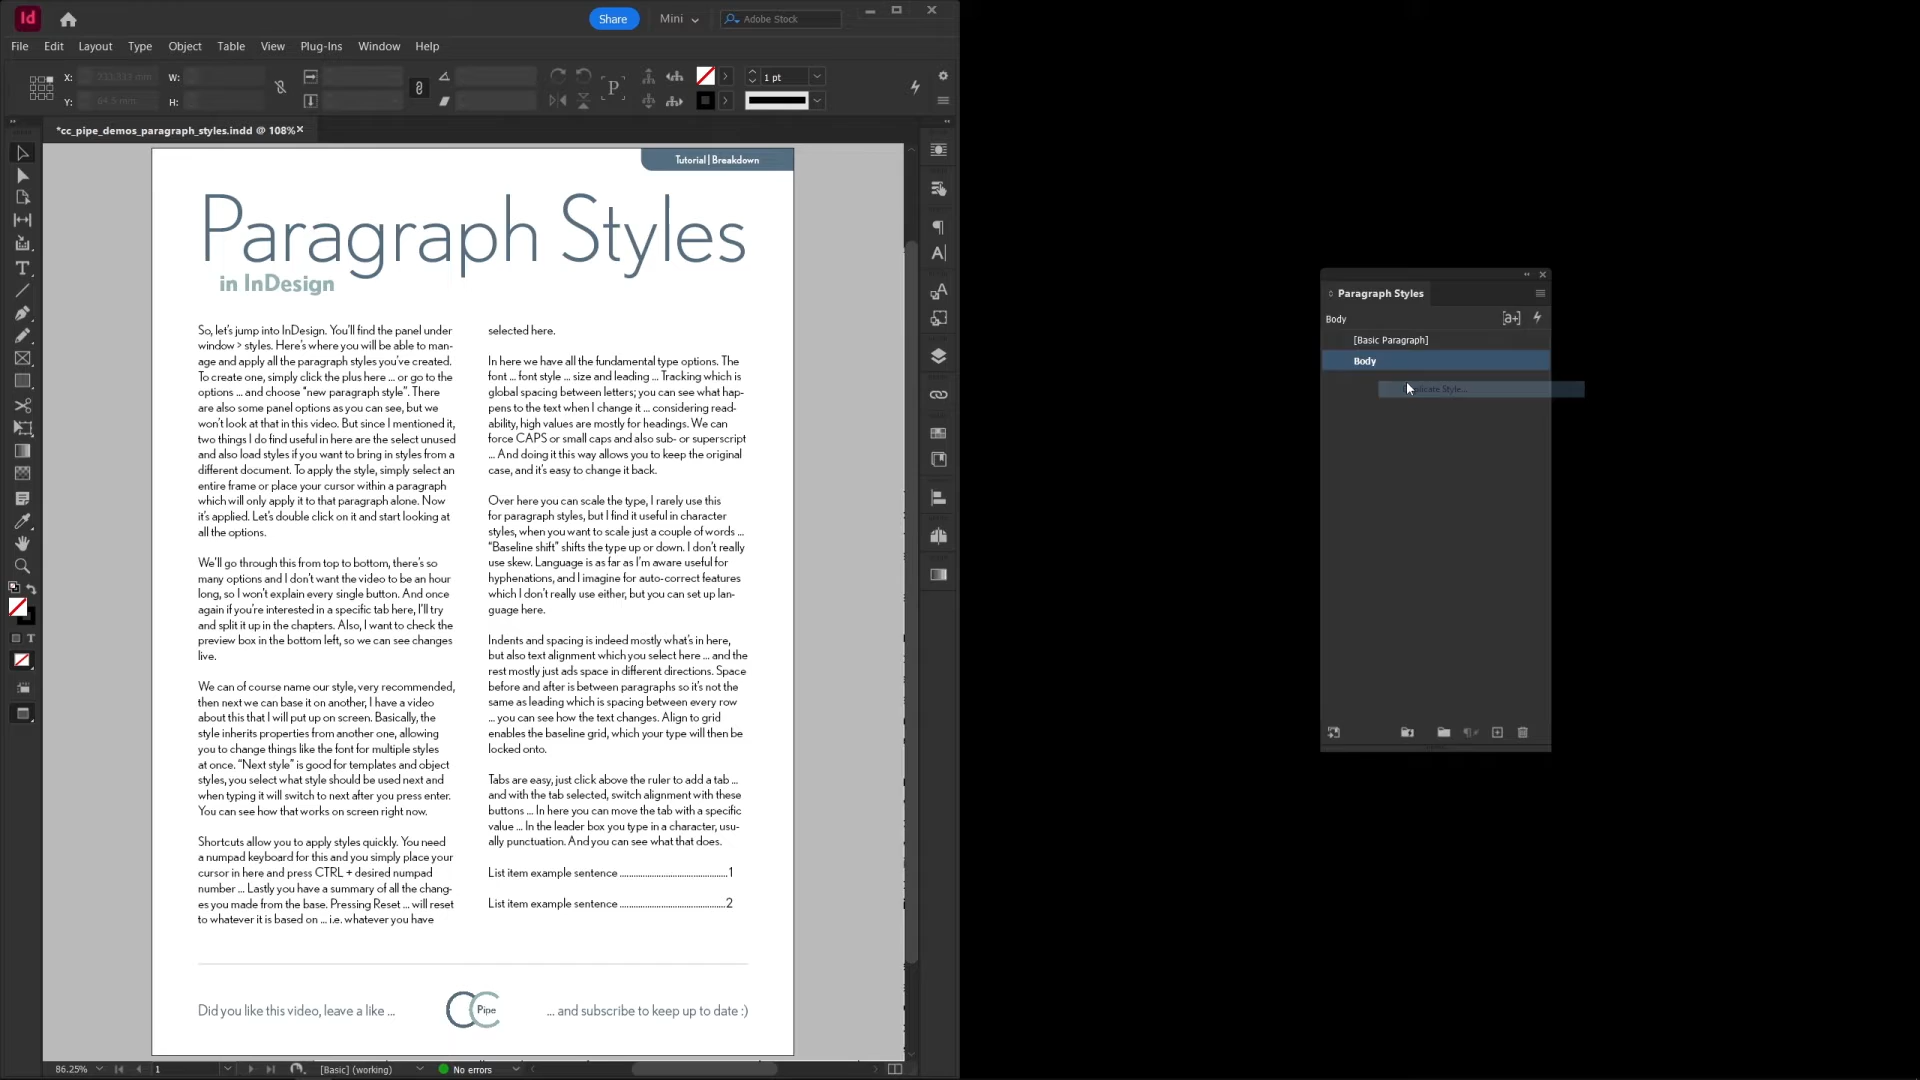 Id
Share
Mini
Adobe Stock
File Edit Layout Type Object Table View Plug-Ins Window Help
X: W:
1 pt
Y: H:
*cc_pipe_demos_paragraph_styles.indd @ 108%
Tutorial | Breakdown
Paragraph Styles
in InDesign
So, let's jump into InDesign. You'll find the panel under
window > styles. Here's where you will be able to man-
age and apply all the paragraph styles you've created.
To create one, simply click the plus here ... or go to the
options ... and choose "new paragraph style". There
are also some panel options as you can see, but we
won't look at that in this video. But since I mentioned it,
two things I do find useful in here are the select unused
and also load styles if you want to bring in styles from a
different document. To apply the style, simply select an
entire frame or place your cursor within a paragraph
which will only apply it to that paragraph alone. Now
it's applied. Let's double click on it and start looking at
all the options.
We'll go through this from top to bottom, there's so
many options and I don't want the video to be an hour
long, so I won't explain every single button. And once
again if you're interested in a specific tab here, I'll try
and split it up in the chapters. Also, I want to check the
preview box in the bottom left, so we can see changes
live.
We can of course name our style, very recommended,
then next we can base it on another, I have a video
about this that I will put up on screen. Basically, the
style inherits properties from another one, allowing
you to change things like the font for multiple styles
at once. "Next style" is good for templates and object
styles, you select what style should be used next and
when typing it will switch to next after you press enter.
You can see how that works on screen right now.
Shortcuts allow you to apply styles quickly. You need
a numpad keyboard for this and you simply place your
cursor in here and press CTRL + desired numpad
number ... Lastly you have a summary of all the chang-
es you made from the base. Pressing Reset ... will reset
to whatever it is based on ... i.e. whatever you have
selected here.
In here we have all the fundamental type options. The
font ... font style ... size and leading ... Tracking which is
global spacing between letters; you can see what hap-
pens to the text when I change it ... considering read-
ability, high values are mostly for headings. We can
force CAPS or small caps and also sub- or superscript
... And doing it this way allows you to keep the original
case, and it's easy to change it back.
Over here you can scale the type, I rarely use this
for paragraph styles, but I find it useful in character
styles, when you want to scale just a couple of words ...
"Baseline shift" shifts the type up or down. I don't really
use skew. Language is as far as I'm aware useful for
hyphenations, and I imagine for auto-correct features
which I don't really use either, but you can set up lan-
guage here.
Indents and spacing is indeed mostly what's in here,
but also text alignment which you select here ... and the
rest mostly just ads space in different directions. Space
before and after is between paragraphs so it's not the
same as leading which is spacing between every row
... you can see how the text changes. Align to grid
enables the baseline grid, which your type will then be
locked onto.
Tabs are easy, just click above the ruler to add a tab ...
and with the tab selected, switch alignment with these
buttons ... In here you can move the tab with a specific
value ... In the leader box you type in a character, usu-
ally punctuation. And you can see what that does.
List item example sentence ..............................................1
List item example sentence .............................................2
Did you like this video, leave a like ...
CC Pipe
... and subscribe to keep up to date :)
86.25%
1
[Basic] (working)
No errors
Paragraph Styles
Body
[a+]
[Basic Paragraph]
Body
Style...